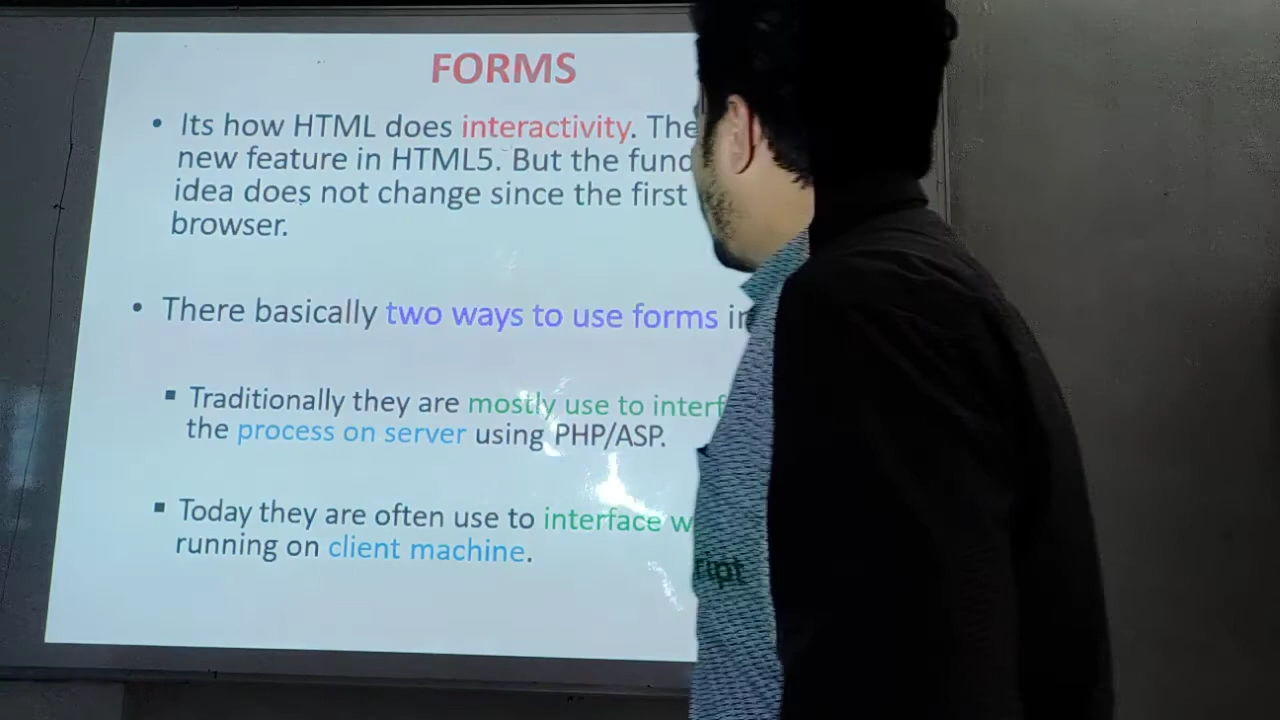 FORMS
• Its how HTML does interactivity. The
new feature in HTML5. But the fund
idea does not change since the first
browser.
• There basically two ways to use forms in
▪ Traditionally they are mostly use to interf
the process on server using PHP/ASP.
▪ Today they are often use to interface w
running on client machine.
ript